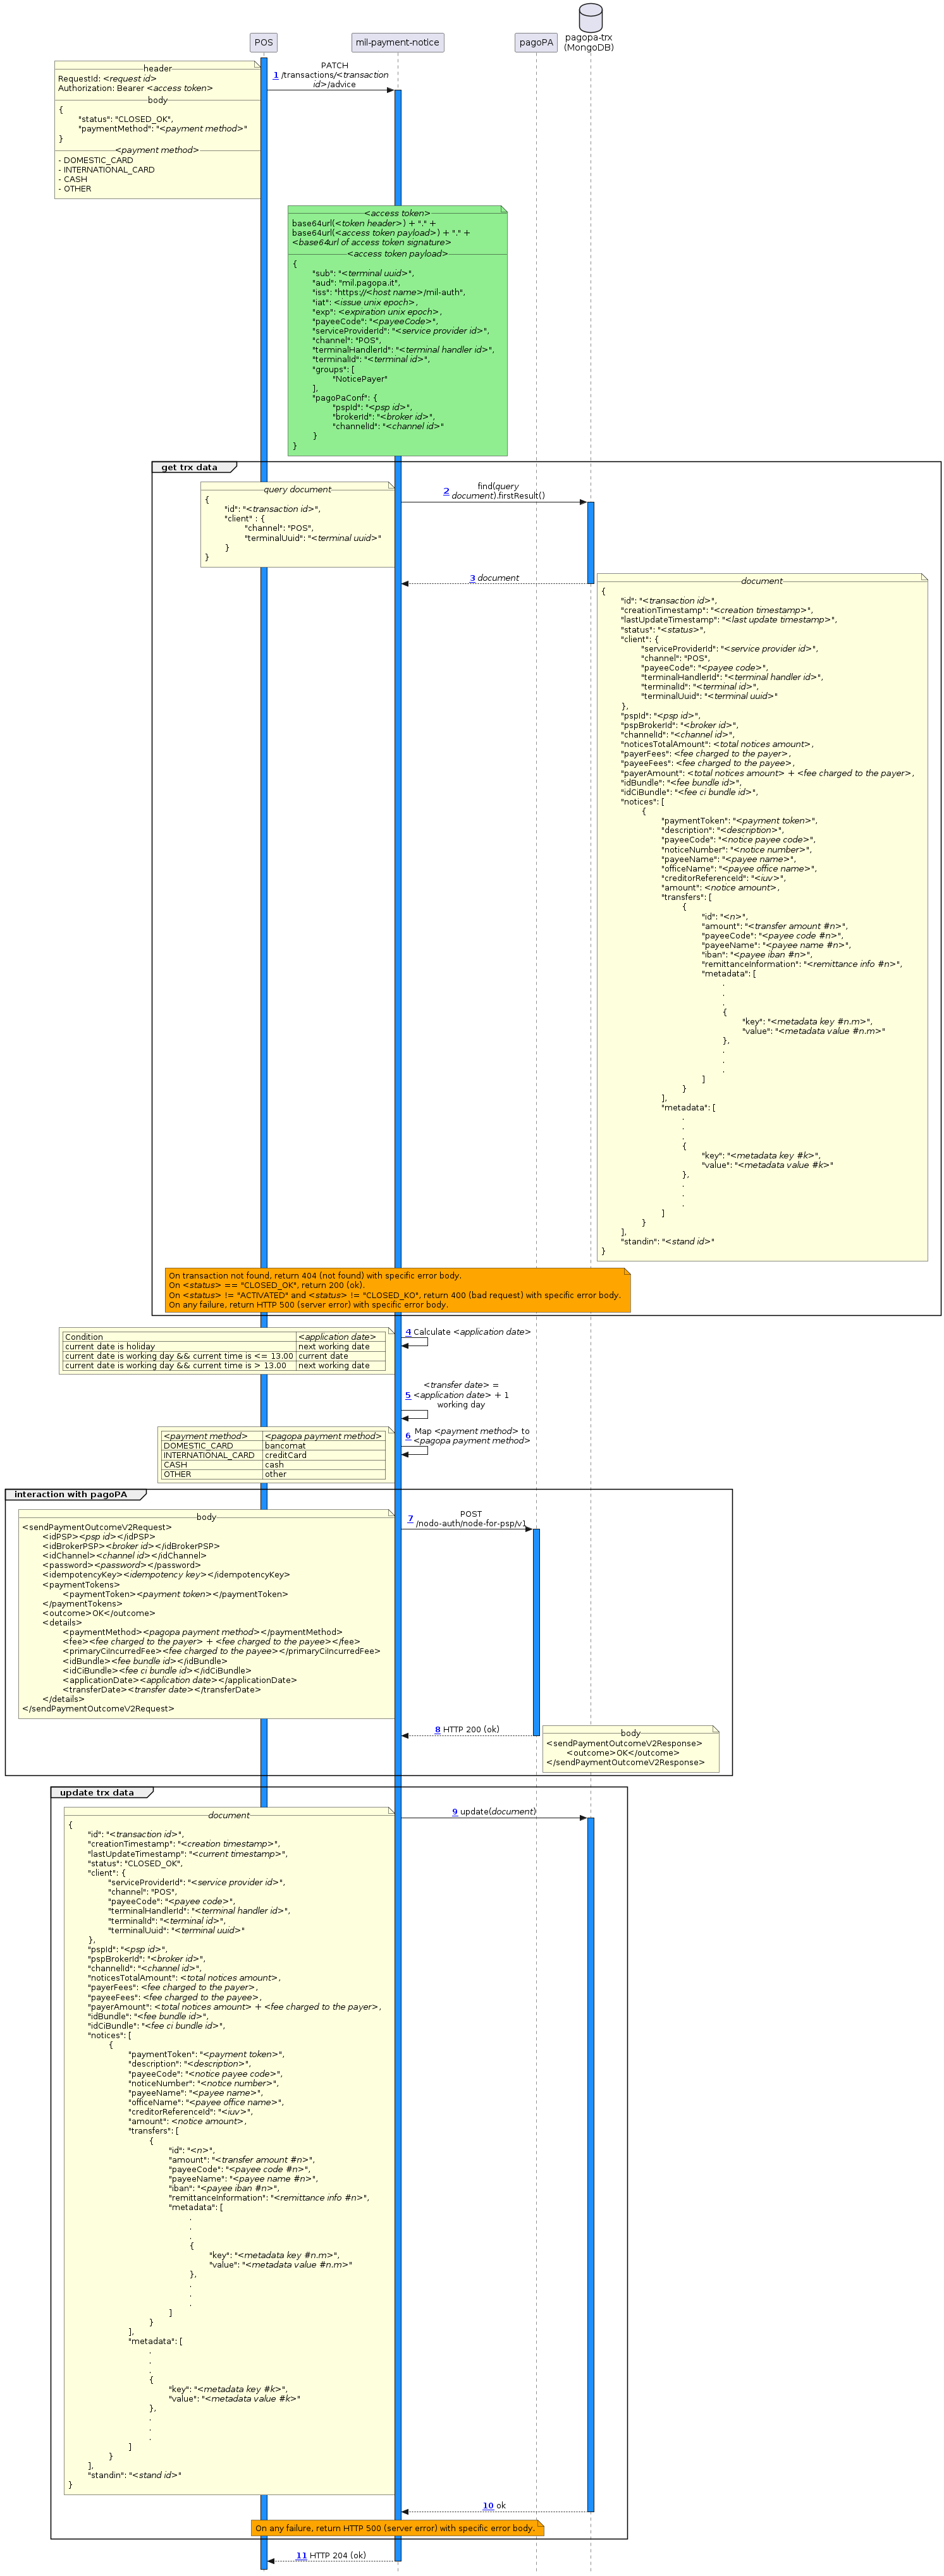 pagopa-trx
(MongoDB)
POS
mil-payment-notice
pagoPA
header
RequestId: <request id>
Authorization: Bearer <access token>
body
{
"status": "CLOSED_OK",
"paymentMethod": "<payment method>"
}
<payment method>
- DOMESTIC_CARD
- INTERNATIONAL_CARD
- CASH
- OTHER
PATCH
1 /transactions/<transaction
id>/advice
<access token>
base64url(<token header>) + "." +
base64url(<access token payload>) + "." +
<base64url of access token signature>
<access token payload>
{
"sub": "<terminal uuid>",
"aud": "mil.pagopa.it",
"iss": "https://<host name>/mil-auth",
"iat": <issue unix epoch>,
"exp": <expiration unix epoch>,
"payeeCode": "<payeeCode>",
"serviceProviderId": "<service provider id>",
"channel": "POS",
"terminalHandlerId": "<terminal handler id>",
"terminalId": "<terminal id>",
"groups": [
"NoticePayer"
],
"pagoPaConf": {
"pspId": "<psp id>",
"brokerId": "<broker id>",
"channelId": "<channel id>"
}
}
get trx data
query document
{
"id": "<transaction id>",
"client" : {
"channel": "POS",
"terminalUuid": "<terminal uuid>"
}
}
find(query
2 document).firstResult()
3 document
document
{
"id": "<transaction id>",
"creationTimestamp": "<creation timestamp>",
"lastUpdateTimestamp": "<last update timestamp>",
"status": "<status>",
"client": {
"serviceProviderId": "<service provider id>",
"channel": "POS",
"payeeCode": "<payee code>",
"terminalHandlerId": "<terminal handler id>",
"terminalId": "<terminal id>",
"terminalUuid": "<terminal uuid>"
},
"pspId": "<psp id>",
"pspBrokerId": "<broker id>",
"channelId": "<channel id>",
"noticesTotalAmount": <total notices amount>,
"payerFees": <fee charged to the payer>,
"payeeFees": <fee charged to the payee>,
"payerAmount": <total notices amount> + <fee charged to the payer>,
"idBundle": "<fee bundle id>",
"idCiBundle": "<fee ci bundle id>",
"notices": [
{
"paymentToken": "<payment token>",
"description": "<description>",
"payeeCode": "<notice payee code>",
"noticeNumber": "<notice number>",
"payeeName": "<payee name>",
"officeName": "<payee office name>",
"creditorReferenceId": "<iuv>",
"amount": <notice amount>,
"transfers": [
{
"id": "<n>",
"amount": "<transfer amount #n>",
"payeeCode": "<payee code #n>",
"payeeName": "<payee name #n>",
"iban": "<payee iban #n>",
"remittanceInformation": "<remittance info #n>",
"metadata": [
.
.
.
{
"key": "<metadata key #n.m>",
"value": "<metadata value #n.m>"
},
.
.
.
]
}
],
"metadata": [
.
.
.
{
"key": "<metadata key #k>",
"value": "<metadata value #k>"
},
.
.
.
]
}
],
"standin": "<stand id>"
}
On transaction not found, return 404 (not found) with specific error body.
On <status> == "CLOSED_OK", return 200 (ok).
On <status> != "ACTIVATED" and <status> != "CLOSED_KO", return 400 (bad request) with specific error body.
On any failure, return HTTP 500 (server error) with specific error body.
Condition <application date>
current date is holiday next working date
current date is working day && current time is <= 13.00 current date
current date is working day && current time is > 13.00 next working date
4 Calculate <application date>
<transfer date> =
5 <application date> + 1
working day
<payment method> <pagopa payment method>
DOMESTIC_CARD bancomat
INTERNATIONAL_CARD creditCard
CASH cash
OTHER other
Map <payment method> to
6 <pagopa payment method>
interaction with pagoPA
body
<sendPaymentOutcomeV2Request>
<idPSP><psp id></idPSP>
<idBrokerPSP><broker id></idBrokerPSP>
<idChannel><channel id></idChannel>
<password><password></password>
<idempotencyKey><idempotency key></idempotencyKey>
<paymentTokens>
<paymentToken><payment token></paymentToken>
</paymentTokens>
<outcome>OK</outcome>
<details>
<paymentMethod><pagopa payment method></paymentMethod>
<fee><fee charged to the payer> + <fee charged to the payee></fee>
<primaryCiIncurredFee><fee charged to the payee></primaryCiIncurredFee>
<idBundle><fee bundle id></idBundle>
<idCiBundle><fee ci bundle id></idCiBundle>
<applicationDate><application date></applicationDate>
<transferDate><transfer date></transferDate>
</details>
</sendPaymentOutcomeV2Request>
POST
7 /nodo-auth/node-for-psp/v1
8 HTTP 200 (ok)
body
<sendPaymentOutcomeV2Response>
<outcome>OK</outcome>
</sendPaymentOutcomeV2Response>
update trx data
document
{
"id": "<transaction id>",
"creationTimestamp": "<creation timestamp>",
"lastUpdateTimestamp": "<current timestamp>",
"status": "CLOSED_OK",
"client": {
"serviceProviderId": "<service provider id>",
"channel": "POS",
"payeeCode": "<payee code>",
"terminalHandlerId": "<terminal handler id>",
"terminalId": "<terminal id>",
"terminalUuid": "<terminal uuid>"
},
"pspId": "<psp id>",
"pspBrokerId": "<broker id>",
"channelId": "<channel id>",
"noticesTotalAmount": <total notices amount>,
"payerFees": <fee charged to the payer>,
"payeeFees": <fee charged to the payee>,
"payerAmount": <total notices amount> + <fee charged to the payer>,
"idBundle": "<fee bundle id>",
"idCiBundle": "<fee ci bundle id>",
"notices": [
{
"paymentToken": "<payment token>",
"description": "<description>",
"payeeCode": "<notice payee code>",
"noticeNumber": "<notice number>",
"payeeName": "<payee name>",
"officeName": "<payee office name>",
"creditorReferenceId": "<iuv>",
"amount": <notice amount>,
"transfers": [
{
"id": "<n>",
"amount": "<transfer amount #n>",
"payeeCode": "<payee code #n>",
"payeeName": "<payee name #n>",
"iban": "<payee iban #n>",
"remittanceInformation": "<remittance info #n>",
"metadata": [
.
.
.
{
"key": "<metadata key #n.m>",
"value": "<metadata value #n.m>"
},
.
.
.
]
}
],
"metadata": [
.
.
.
{
"key": "<metadata key #k>",
"value": "<metadata value #k>"
},
.
.
.
]
}
],
"standin": "<stand id>"
}
9 update(document)
10 ok
On any failure, return HTTP 500 (server error) with specific error body.
11 HTTP 204 (ok)